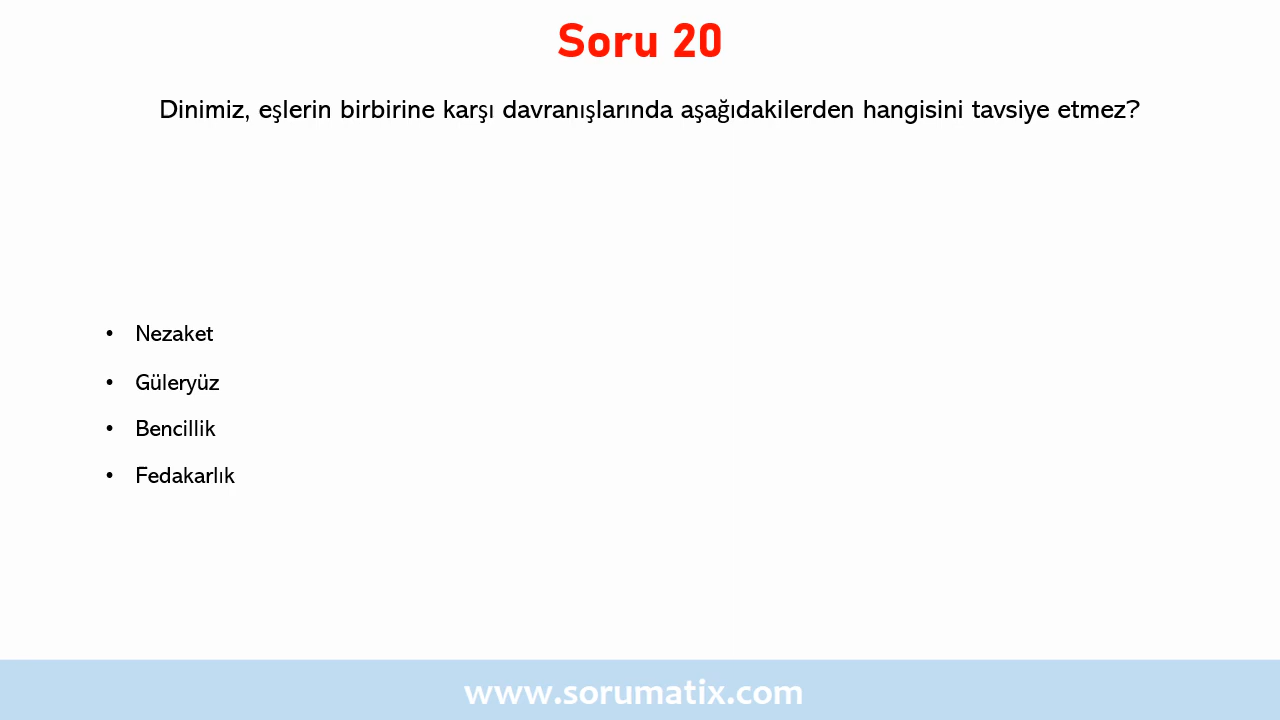 Soru 20
Dinimiz, eşlerin birbirine karşı davranışlarında aşağıdakilerden hangisini tavsiye etmez?
• Nezaket
• Güleryüz
• Bencillik
• Fedakarlık
www.sorumatix.com